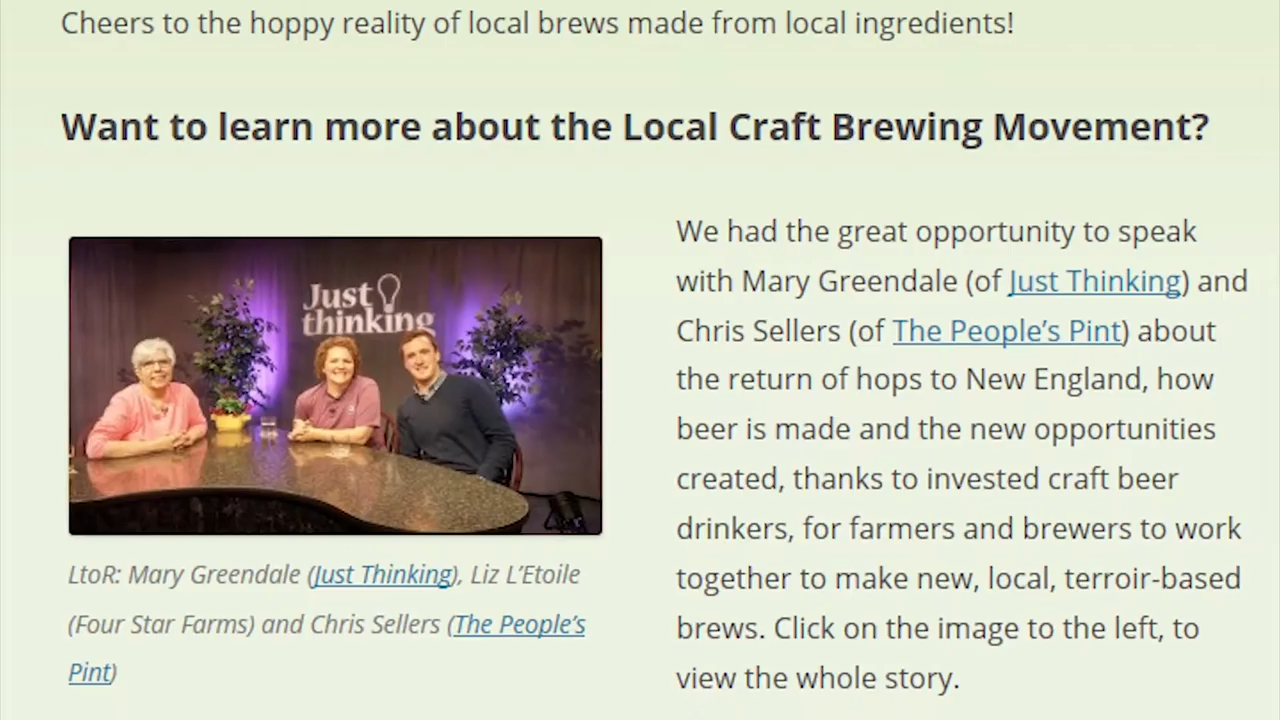 Cheers to the hoppy reality of local brews made from local ingredients!
Want to learn more about the Local Craft Brewing Movement?
Just
thinking
LtoR: Mary Greendale (Just Thinking), Liz L’Etoile
(Four Star Farms) and Chris Sellers (The People’s
Pint)
We had the great opportunity to speak
with Mary Greendale (of Just Thinking) and
Chris Sellers (of The People’s Pint) about
the return of hops to New England, how
beer is made and the new opportunities
created, thanks to invested craft beer
drinkers, for farmers and brewers to work
together to make new, local, terroir-based
brews. Click on the image to the left, to
view the whole story.